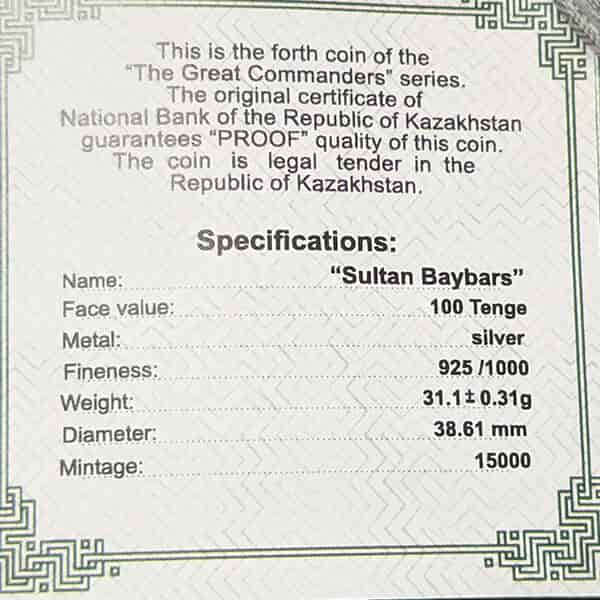 This is the forth coin of the
“The Great Commanders” series.
The original certificate of
National Bank of the Republic of Kazakhstan
guarantees “PROOF” quality of this coin.
The coin is legal tender in the
Republic of Kazakhstan.
Specifications:
Name: “Sultan Baybars”
Face value: 100 Tenge
Metal: silver
Fineness: 925 /1000
Weight: 31.1± 0.31g
Diameter: 38.61 mm
Mintage: 15000